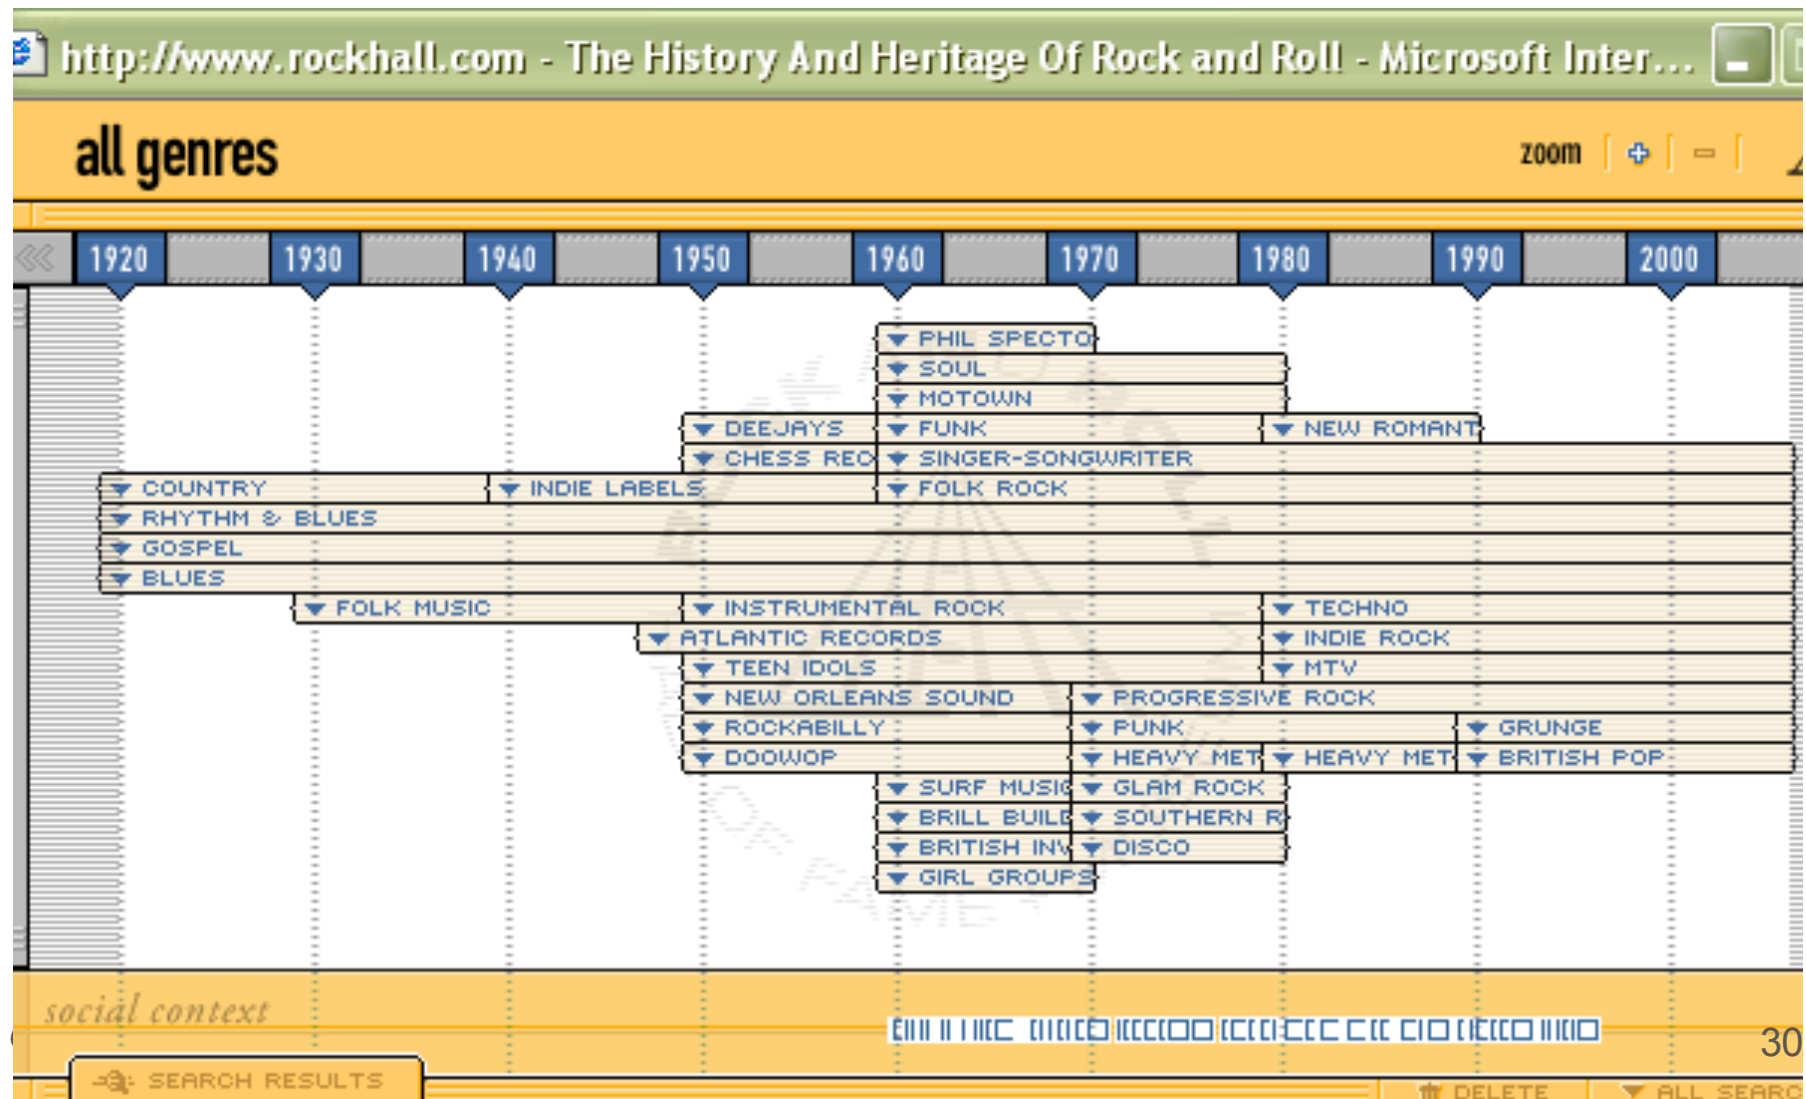 http://www.rockhall.com - The History And Heritage Of Rock and Roll - Microsoft Inter...
all genres zoom
1920 1930 1940 1950 1960 1970 1980 1990 2000
PHIL SPECTO
SOUL
MOTOWN
DEEJAYS FUNK NEW ROMANT
CHESS REC SINGER-SONGWRITER
COUNTRY INDIE LABELS FOLK ROCK
RHYTHM & BLUES
GOSPEL
BLUES
FOLK MUSIC INSTRUMENTAL ROCK TECHNO
ATLANTIC RECORDS INDIE ROCK
TEEN IDOLS MTV
NEW ORLEANS SOUND PROGRESSIVE ROCK
ROCKABILLY PUNK GRUNGE
DOOWOP HEAVY MET HEAVY MET BRITISH POP
SURF MUSIC GLAM ROCK
BRILL BUILD SOUTHERN R
BRITISH INV DISCO
GIRL GROUPS
social context
30
SEARCH RESULTS
DELETE ALL SEARC